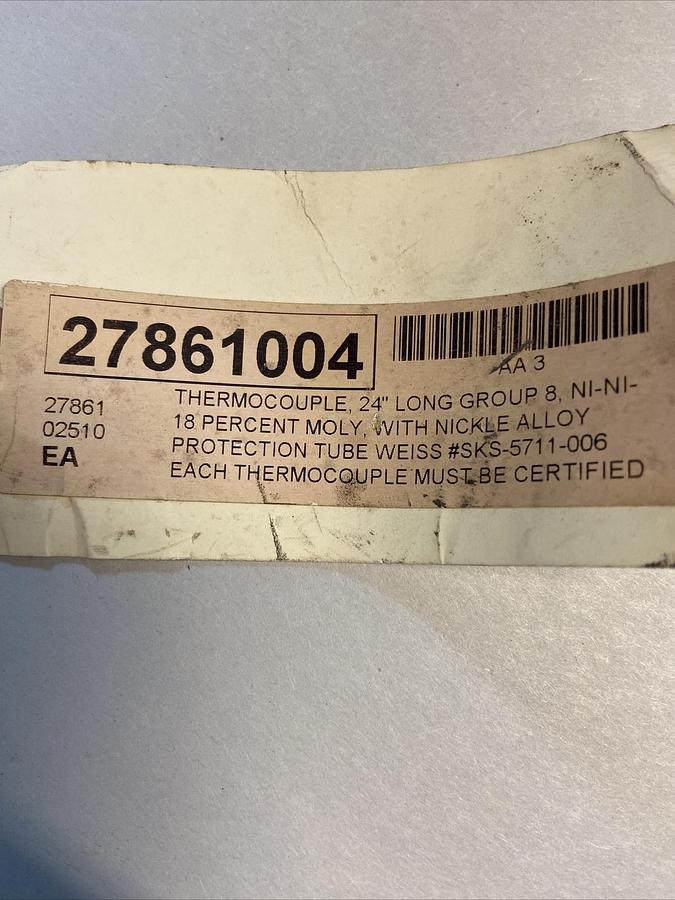 27861004
AA 3
27861
02510
EA
THERMOCOUPLE, 24" LONG GROUP 8, NI-NI-
18 PERCENT MOLY, WITH NICKLE ALLOY
PROTECTION TUBE WEISS #SKS-5711-006
EACH THERMOCOUPLE MUST BE CERTIFIED